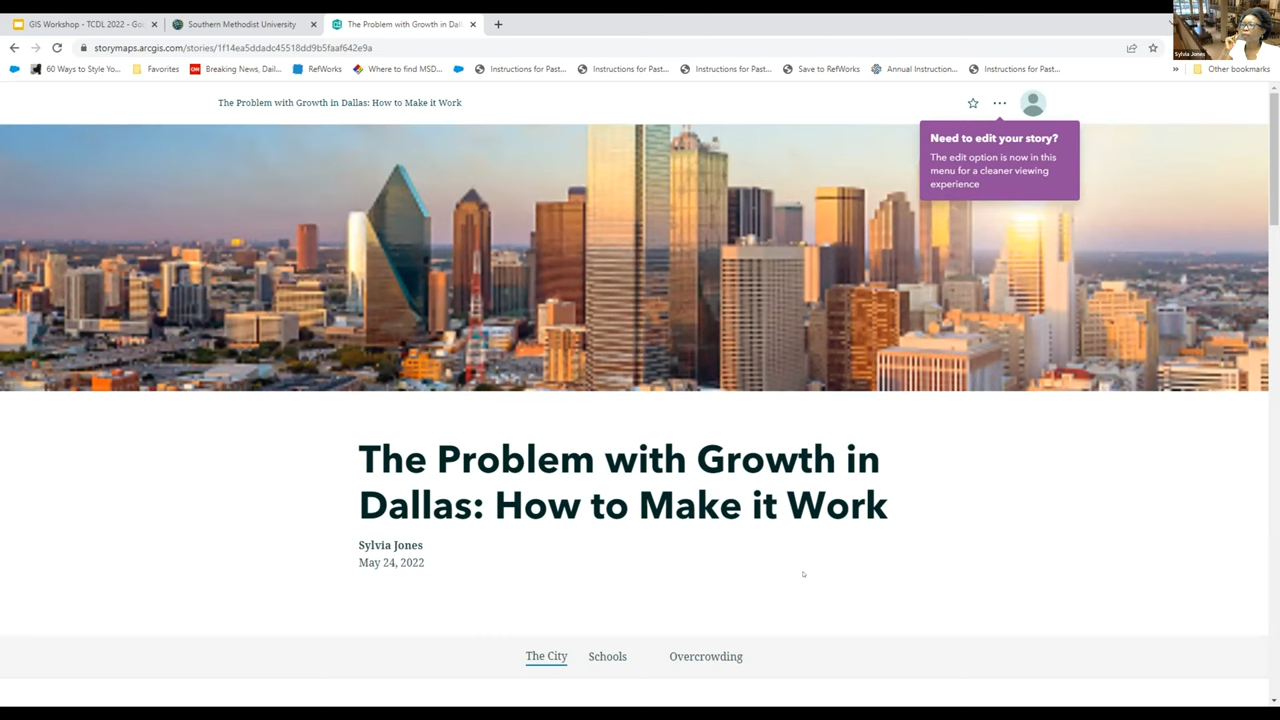 GIS Workshop - TCDL 2022 - Goo
Southern Methodist University
The Problem with Growth in Dal
storymaps.arcgis.com/stories/1f14ea5ddadc45518dd9b5faaf642e9a
60 Ways to Style Yo...
Favorites
Breaking News, Dail...
RefWorks
Where to find MSD...
Instructions for Past...
Instructions for Past...
Instructions for Past...
Save to RefWorks
Annual Instruction...
Instructions for Past...
»
Other bookmarks
Sylvia Jones
The Problem with Growth in Dallas: How to Make it Work
Need to edit your story?
The edit option is now in this
menu for a cleaner viewing
experience
The Problem with Growth in
Dallas: How to Make it Work
Sylvia Jones
May 24, 2022
The City
Schools
Overcrowding